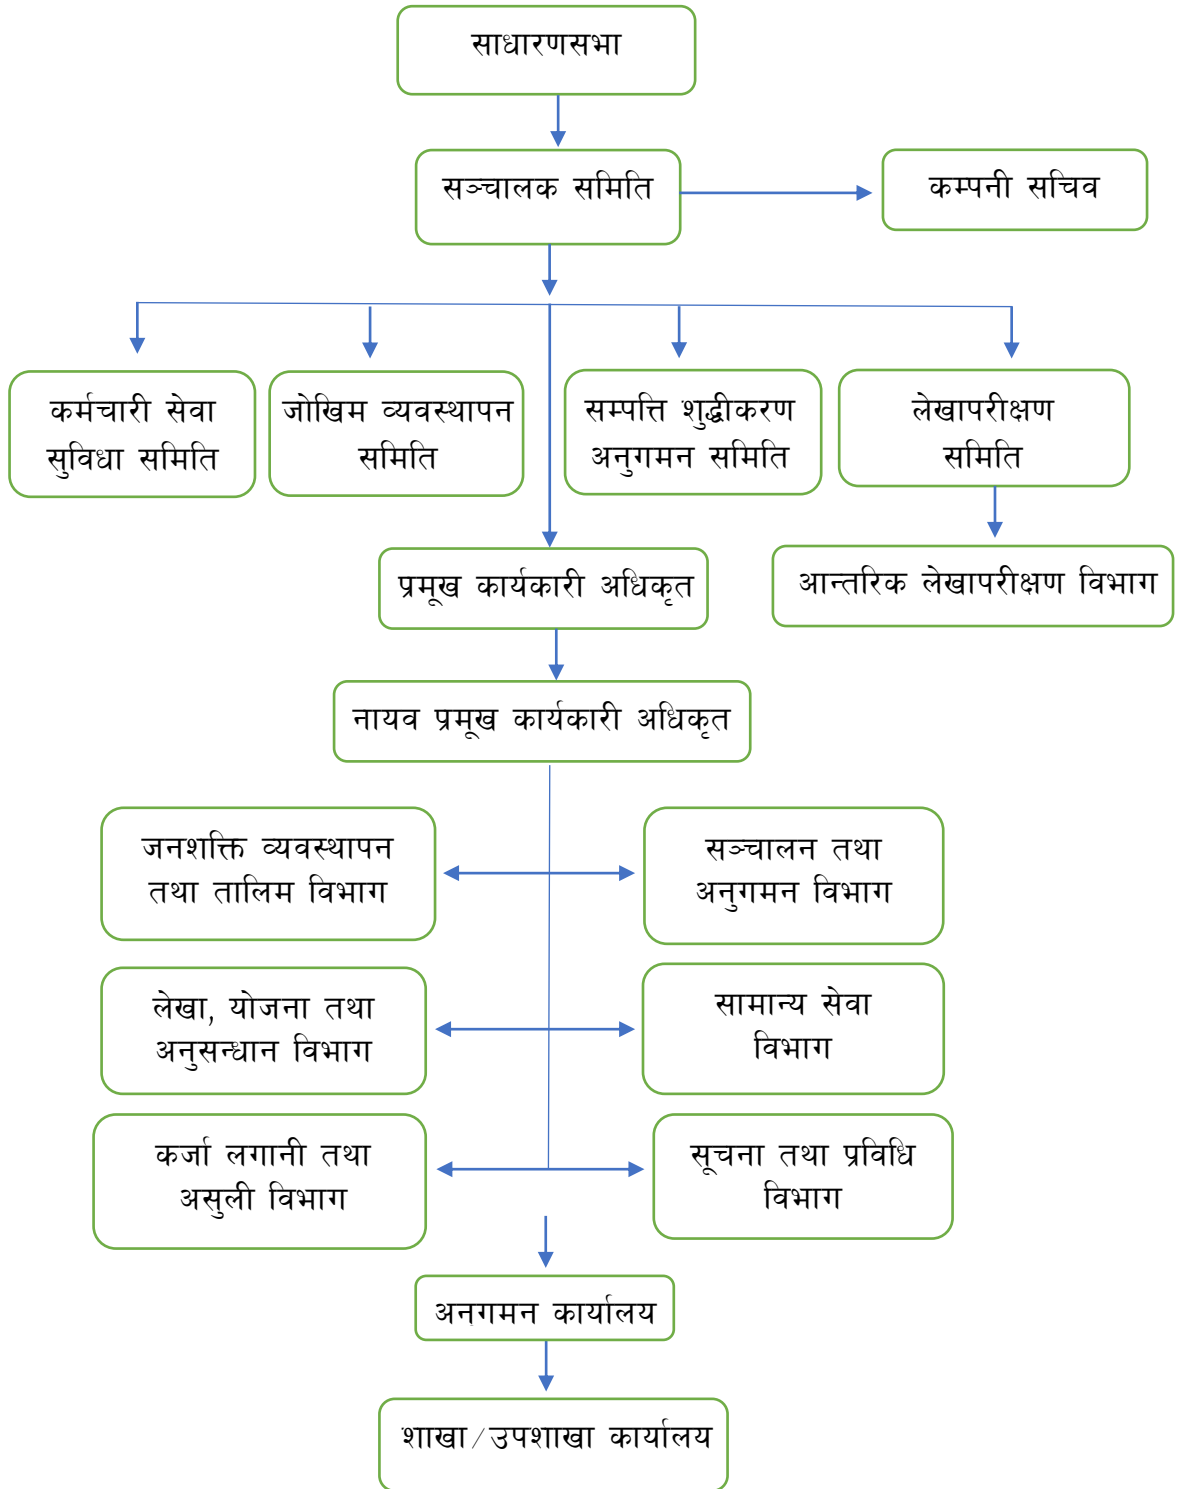 साधारणसभा
सञ्चालक समिति
कम्पनी सचिव
कर्मचारी सेवा
सुविधा समिति
जोखिम व्यवस्थापन
समिति
सम्पत्ति शुद्धीकरण
अनुगमन समिति
लेखापरीक्षण
समिति
प्रमूख कार्यकारी अधिकृत
आन्तरिक लेखापरीक्षण विभाग
नायव प्रमूख कार्यकारी अधिकृत
जनशक्ति व्यवस्थापन
तथा तालिम विभाग
सञ्चालन तथा
अनुगमन विभाग
लेखा, योजना तथा
अनुसन्धान विभाग
सामान्य सेवा
विभाग
कर्जा लगानी तथा
असुली विभाग
सूचना तथा प्रविधि
विभाग
अनगमन कार्यालय
शाखा/उपशाखा कार्यालय